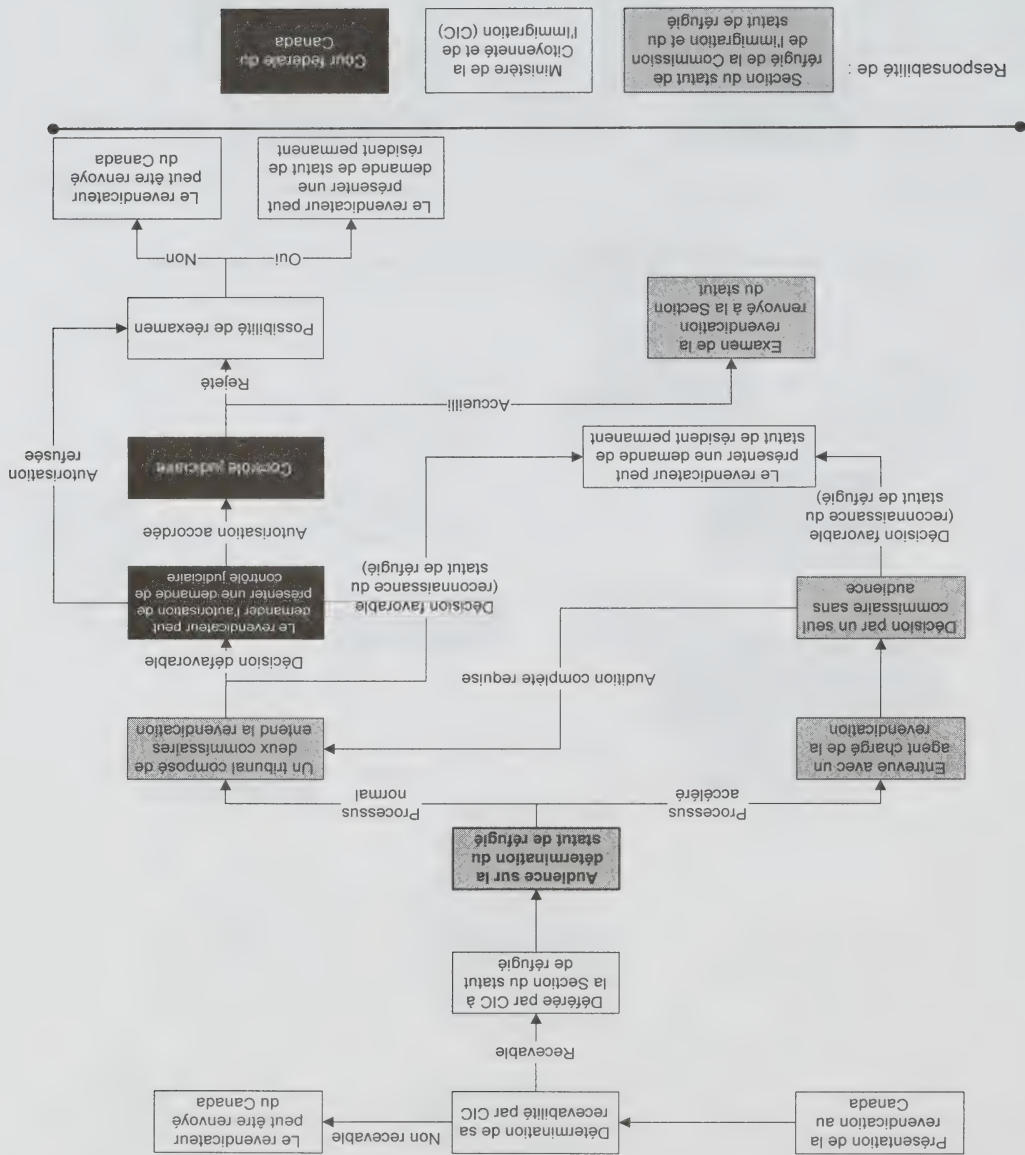 Présentation de la
revendication au
Canada
Détermination de sa
recevabilité par CIC
Non recevable
Le revendicateur
peut être renvoyé
du Canada
Recevable
Déférée par CIC à
la Section du statut
de réfugié
Audience sur la
détermination du
statut de réfugié
Processus
accéléré
Processus
normal
Entrevue avec un
agent chargé de la
revendication
Un tribunal composé de
deux commissaires
entend la revendication
Audition complète requise
Décision par un seul
commissaire sans
audience
Décision défavorable
Décision favorable
(reconnaissance du
statut de réfugié)
Le revendicateur peut
demander l'autorisation de
présenter une demande de
contrôle judiciaire
Décision favorable
(reconnaissance du
statut de réfugié)
Autorisation accordée
Autorisation
refusée
Le revendicateur peut
présenter une demande de
statut de résident permanent
Contrôle judiciaire
Accueilli
Rejeté
Examen de la
revendication
renvoyé à la Section
du statut
Possibilité de réexamen
Oui
Non
Le revendicateur peut
présenter une
demande de statut de
résident permanent
Le revendicateur
peut être renvoyé
du Canada
Responsabilité de :
Section du statut de
réfugié de la Commission
de l'immigration et du
statut de réfugié
Ministère de la
Citoyenneté et de
l'Immigration (CIC)
Cour fédérale du
Canada